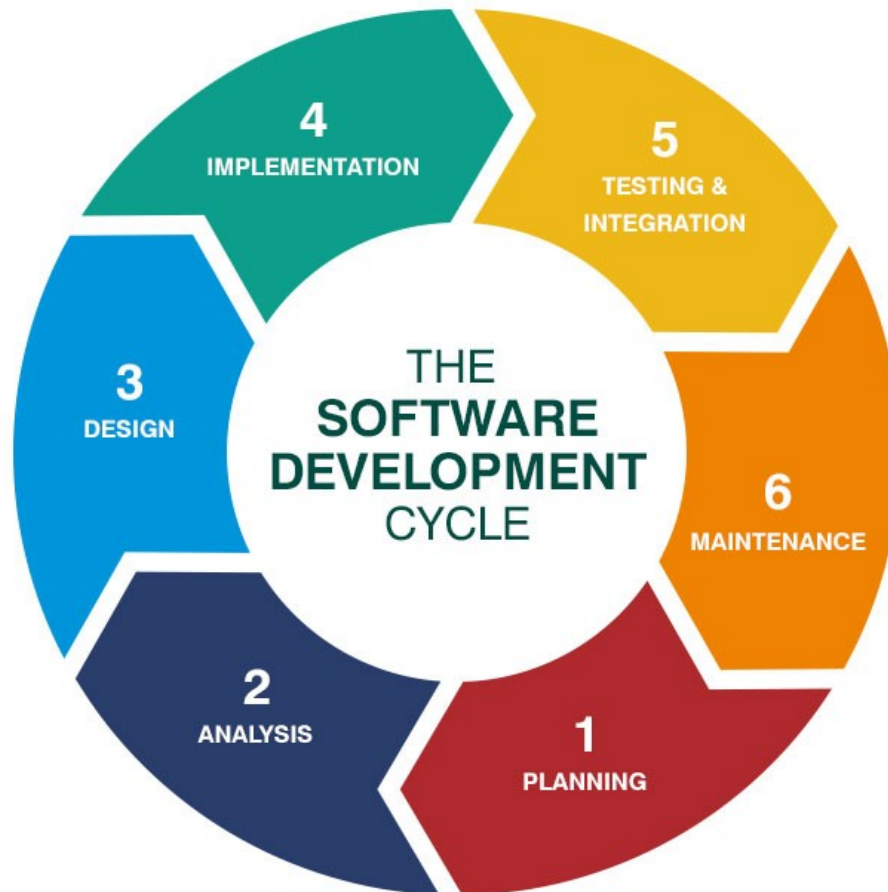 THE
SOFTWARE
DEVELOPMENT
CYCLE
1
PLANNING
2
ANALYSIS
3
DESIGN
4
IMPLEMENTATION
5
TESTING &
INTEGRATION
6
MAINTENANCE